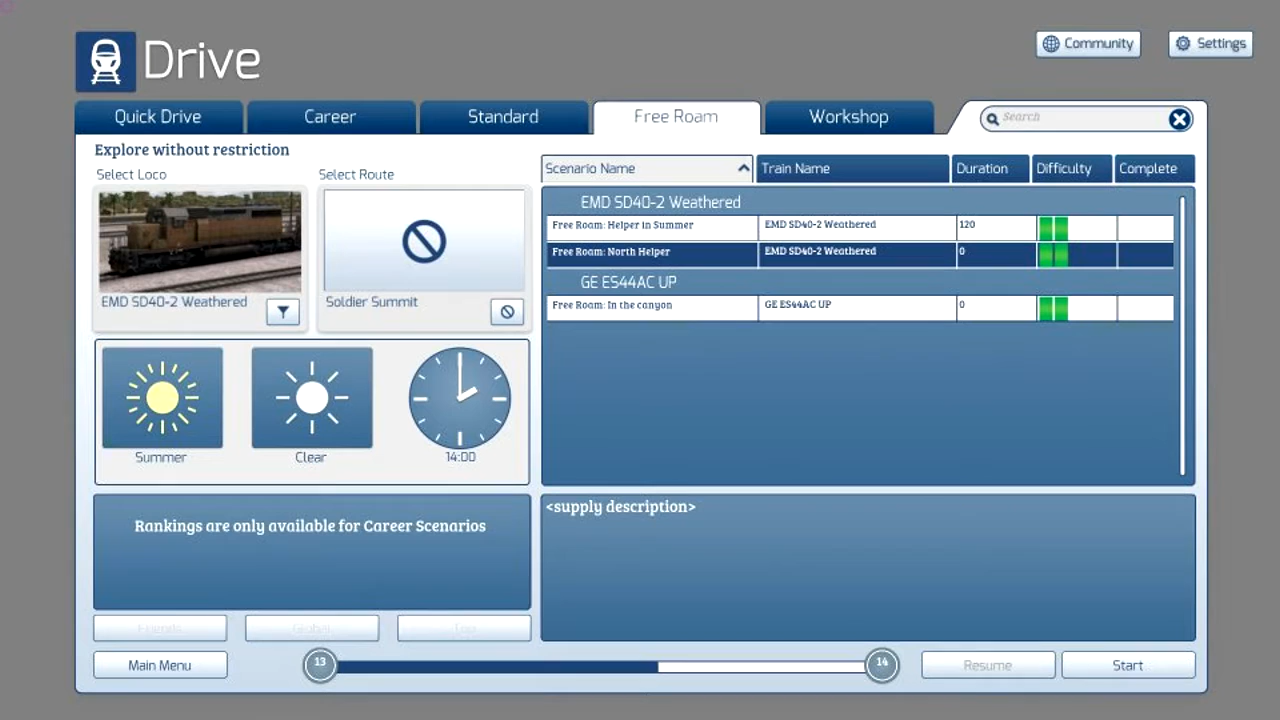 Drive
Community
Settings
Quick Drive
Career
Standard
Free Roam
Workshop
Search
Explore without restriction
Select Loco
Select Route
EMD SD40-2 Weathered
Soldier Summit
Summer
Clear
14:00
Scenario Name
Train Name
Duration
Difficulty
Complete
EMD SD40-2 Weathered
Free Roam: Helper in Summer
EMD SD40-2 Weathered
120
Free Roam: North Helper
EMD SD40-2 Weathered
0
GE ES44AC UP
Free Roam: In the canyon
GE ES44AC UP
0
Rankings are only available for Career Scenarios
<supply description>
Friends
Global
Top
Main Menu
13
14
Resume
Start